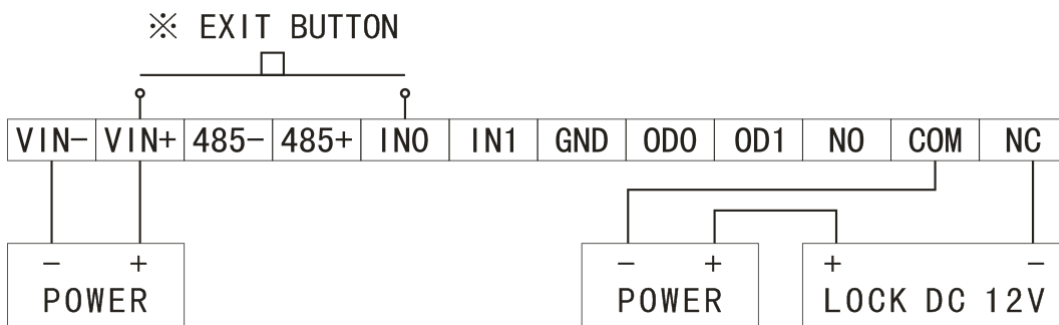 ※ EXIT BUTTON
VIN- VIN+ 485- 485+ IN0 IN1 GND OD0 OD1 NO COM NC
- + - + + -
POWER POWER LOCK DC 12V